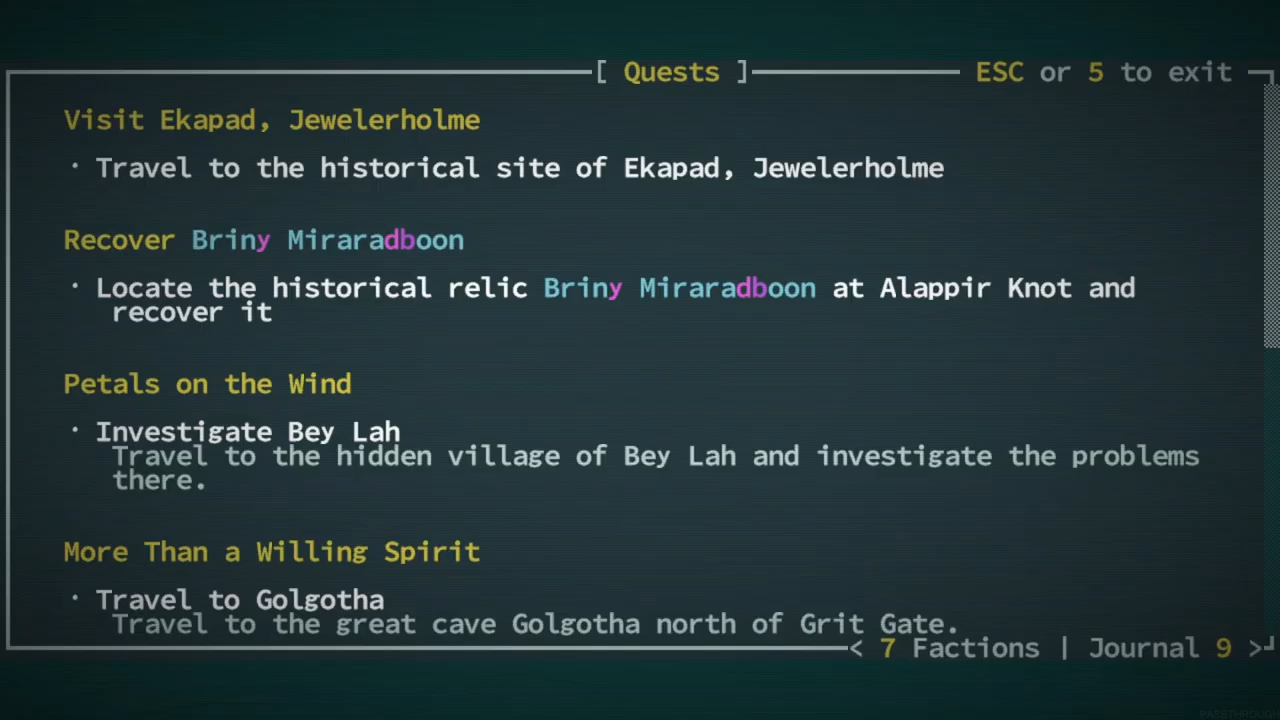 [ Quests ] ESC or 5 to exit
Visit Ekapad, Jewelerholme
· Travel to the historical site of Ekapad, Jewelerholme
Recover Briny Miraradboon
· Locate the historical relic Briny Miraradboon at Alappir Knot and
recover it
Petals on the Wind
· Investigate Bey Lah
Travel to the hidden village of Bey Lah and investigate the problems
there.
More Than a Willing Spirit
· Travel to Golgotha
Travel to the great cave Golgotha north of Grit Gate.
< 7 Factions | Journal 9 >